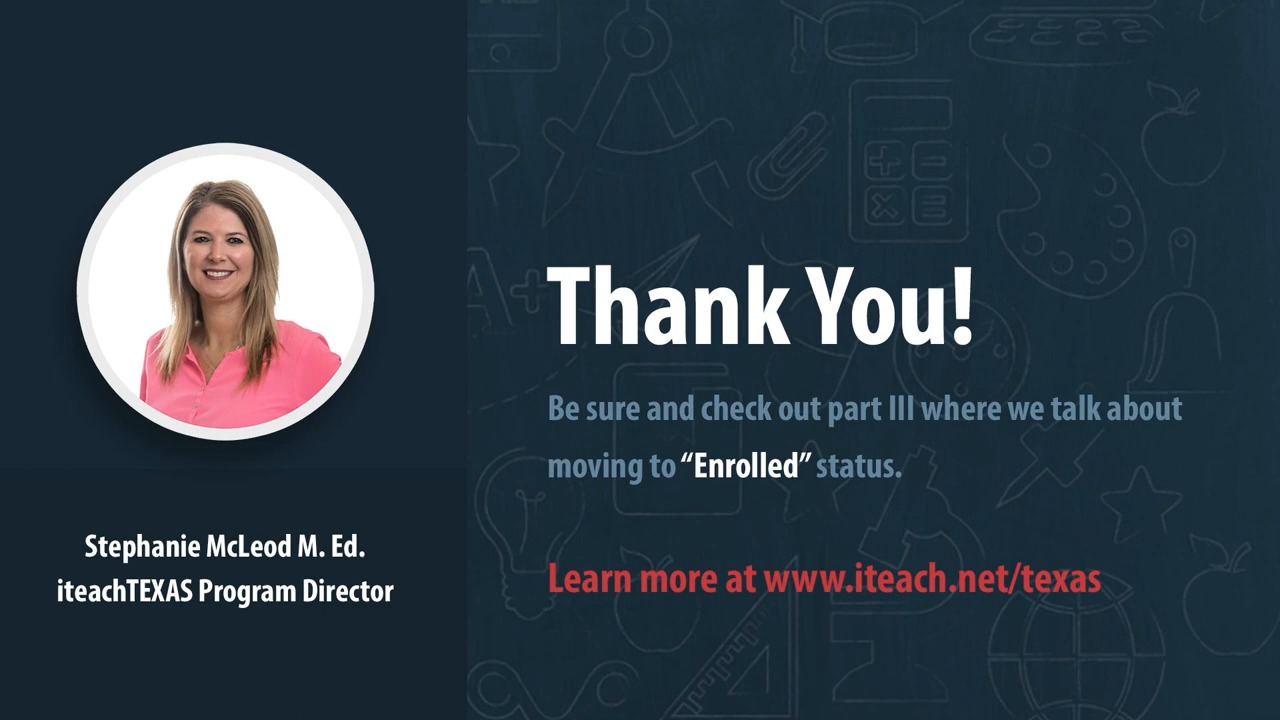 Thank You!
Be sure and check out part III where we talk about
moving to “Enrolled” status.
Learn more at www.iteach.net/texas
Stephanie McLeod M. Ed.
iteachTEXAS Program Director
A+